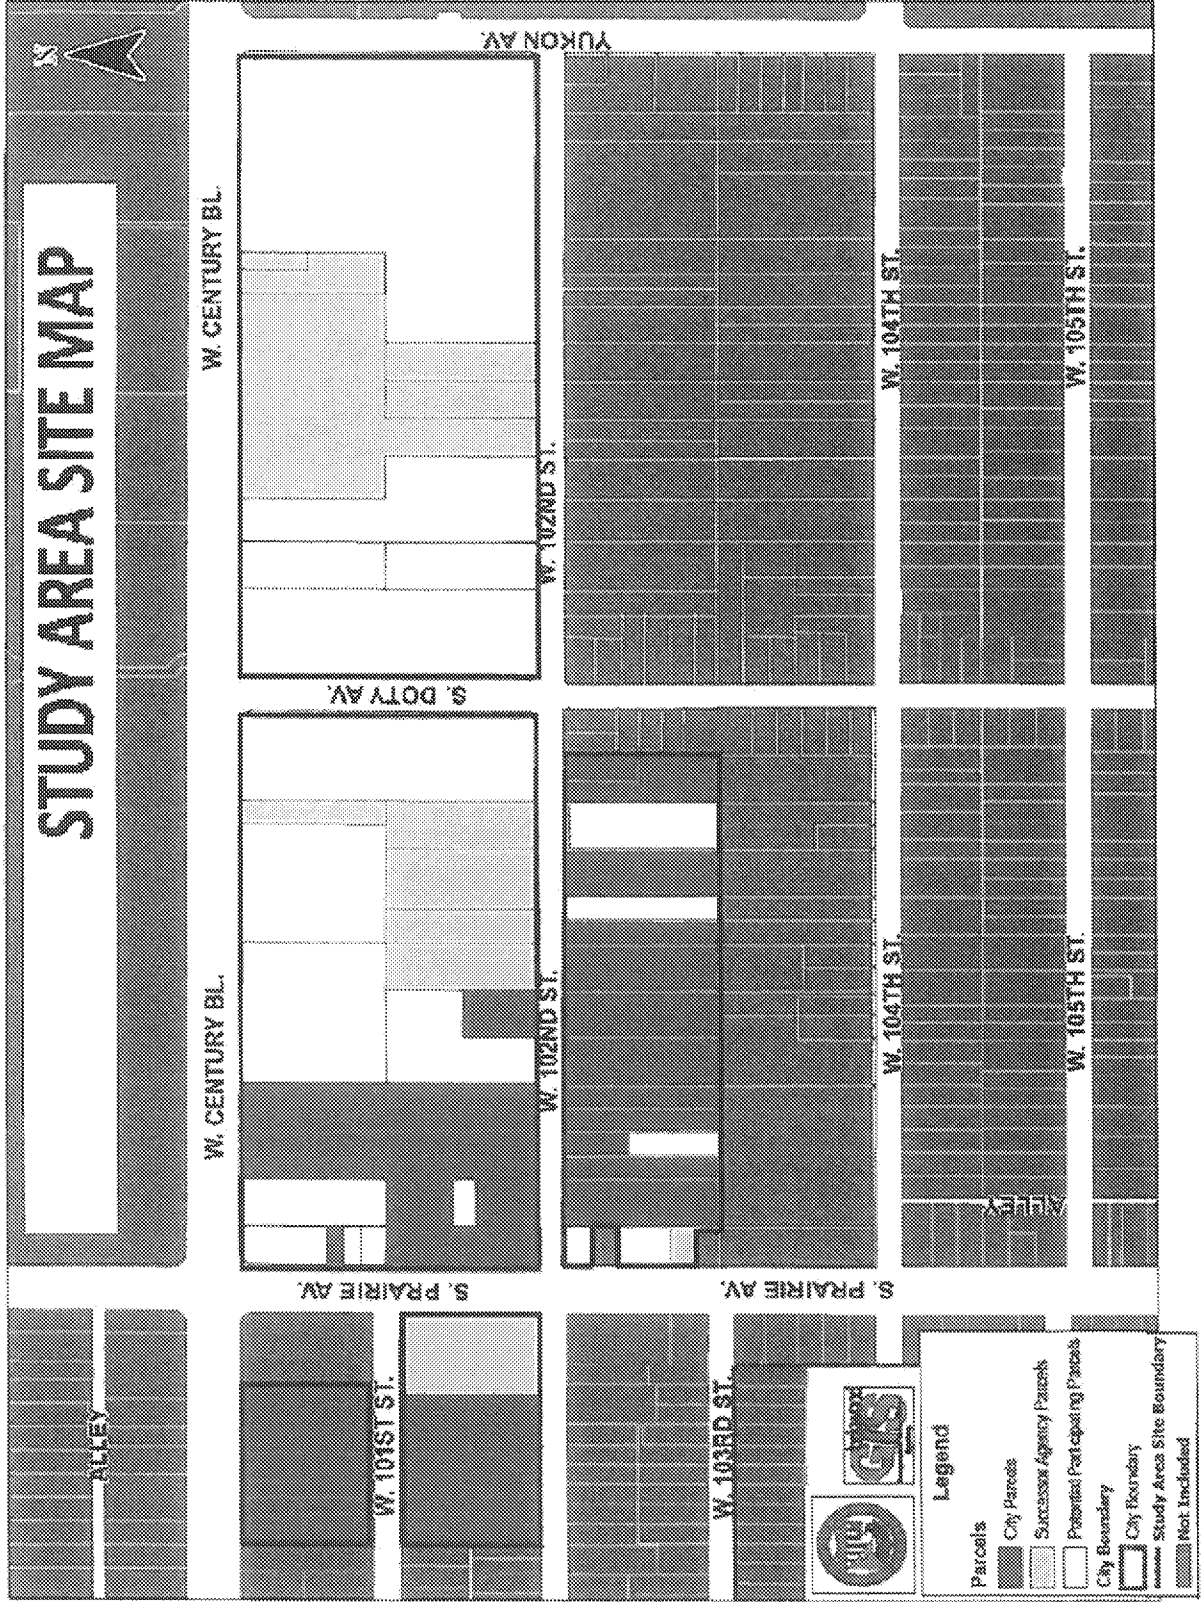 STUDY AREA SITE MAP
N
ALLEY
W. CENTURY BL.
W. CENTURY BL.
YUKON AV.
S. DOTY AV.
S. PRAIRIE AV.
W. 101ST ST.
W. 102ND ST.
W. 102ND ST.
S. PRAIRIE AV.
W. 103RD ST.
W. 104TH ST.
W. 104TH ST.
ALLEY
W. 105TH ST.
W. 105TH ST.
GIS
Legend
Parcels
City Parcels
Successor Agency Parcels
Potential Participating Parcels
City Boundary
City Boundary
Study Area Site Boundary
Not Included